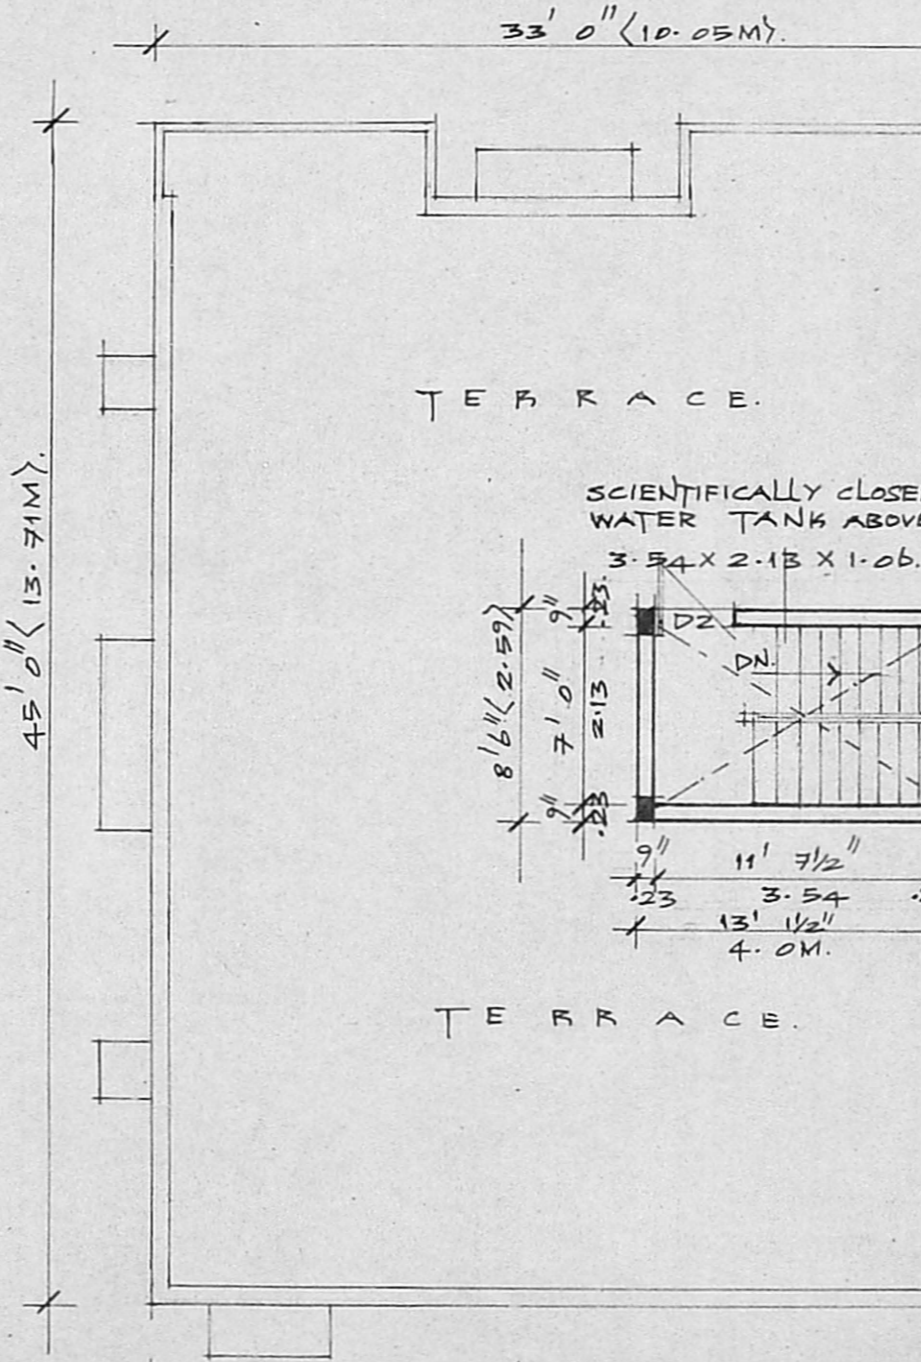 33' 0" (10.05M).
45' 0" (13.71M).
TERRACE.
SCIENTIFICALLY CLOSE
WATER TANK ABOVE
3.54 X 2.13 X 1.06.
D2
DN.
8'6" (2.59)
9"
7' 0"
9"
.23
2.13
.23
9"
11' 7½"
.23
3.54
13' 1½"
4.0M.
TERRACE.